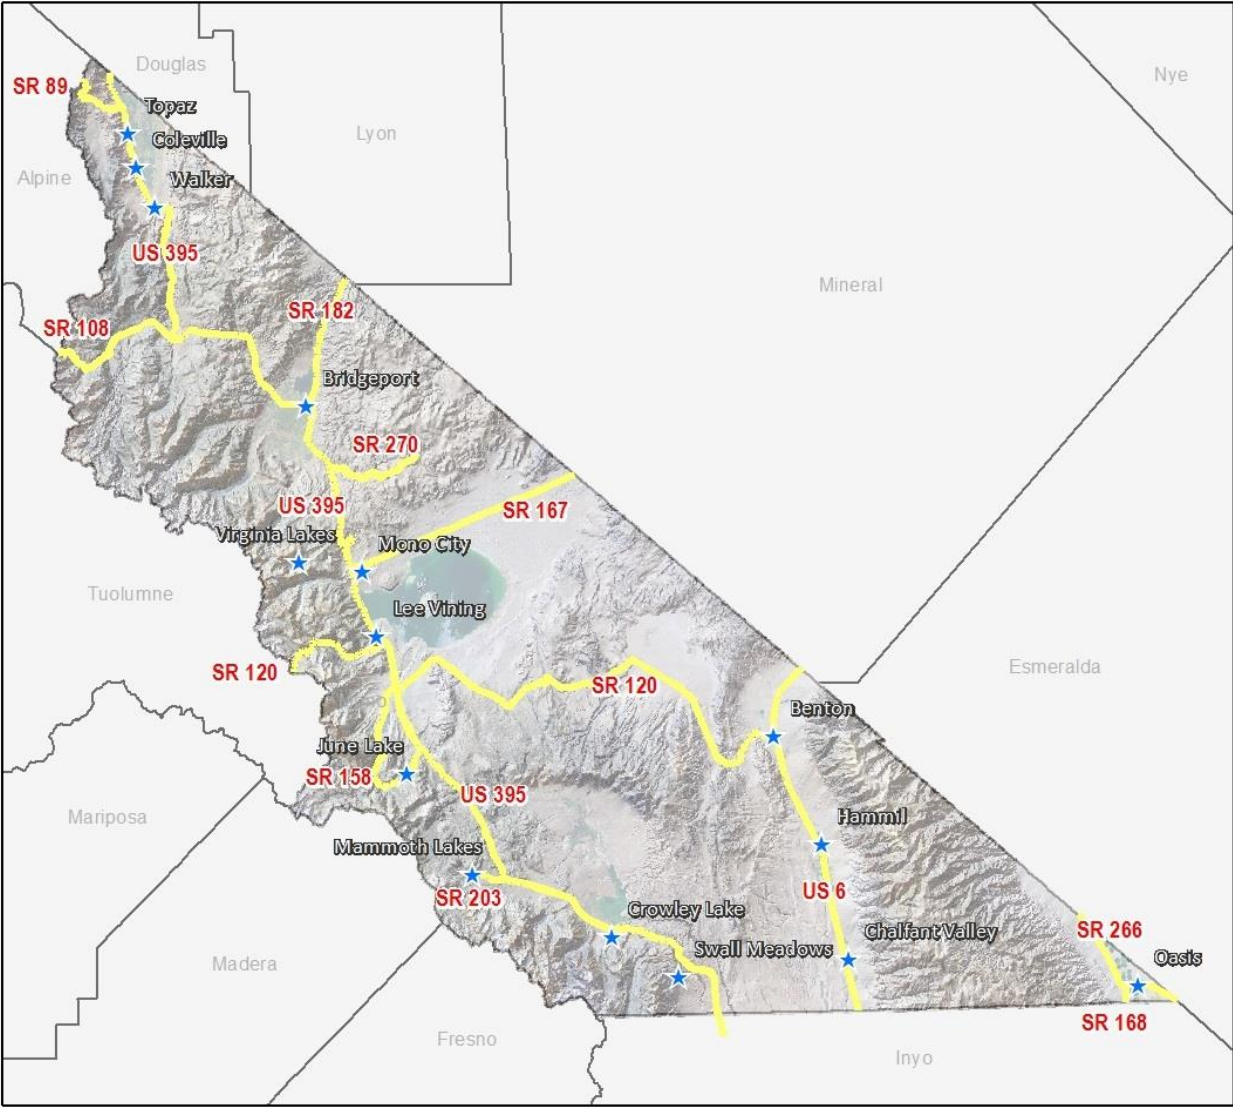 Douglas
Nye
SR 89
Topaz
Lyon
Coleville
Alpine
Walker
US 395
Mineral
SR 182
SR 108
Bridgeport
SR 270
US 395
SR 167
Virginia Lakes
Mono City
Tuolumne
Lee Vining
SR 120
Esmeralda
SR 120
Benton
June Lake
SR 158
US 395
Mariposa
Hammil
Mammoth Lakes
US 6
SR 203
Crowley Lake
SR 266
Chalfant Valley
Swall Meadows
Oasis
Madera
SR 168
Fresno
Inyo